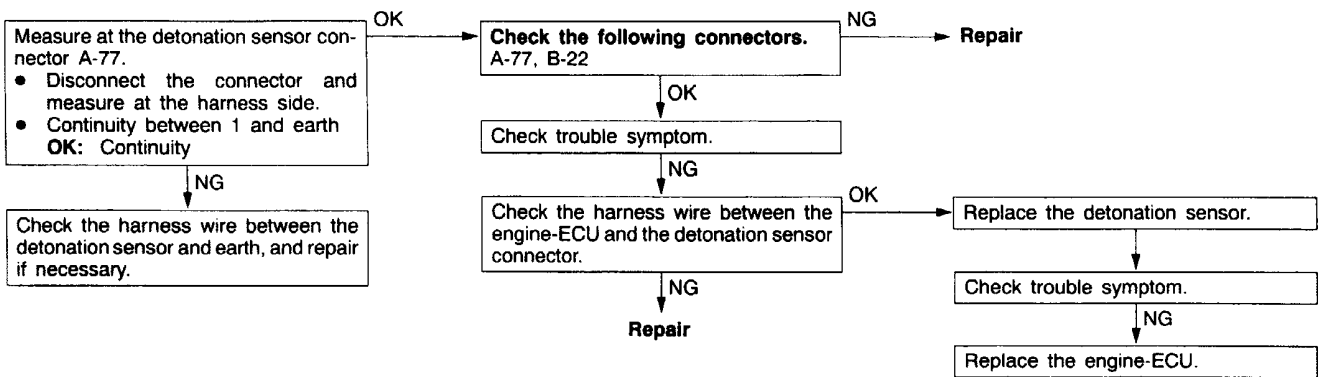 Measure at the detonation sensor con-
nector A-77.
● Disconnect the connector and
measure at the harness side.
● Continuity between 1 and earth
OK: Continuity
OK
NG
Check the harness wire between the
detonation sensor and earth, and repair
if necessary.
Check the following connectors.
A-77, B-22
NG
Repair
OK
Check trouble symptom.
NG
Check the harness wire between the
engine-ECU and the detonation sensor
connector.
OK
NG
Repair
Replace the detonation sensor.
Check trouble symptom.
NG
Replace the engine-ECU.